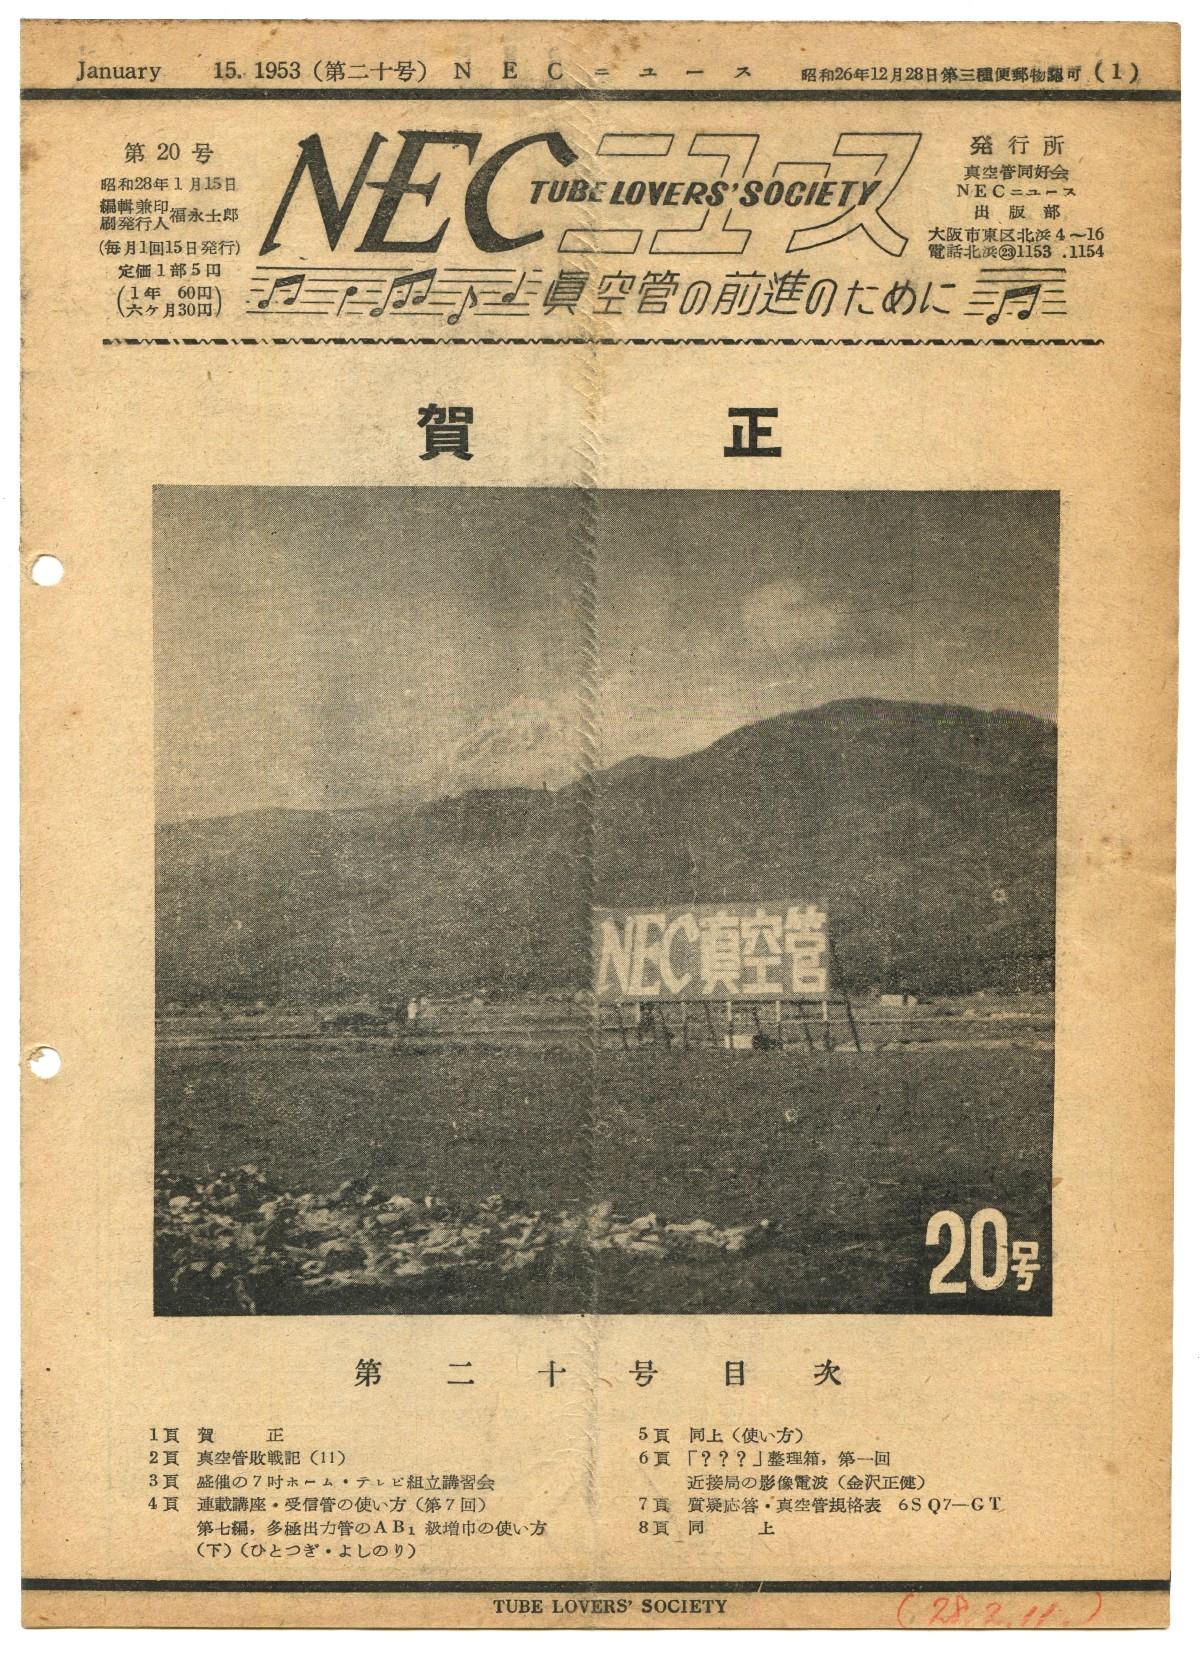 January 15. 1953 (第二十号) NECニュース 昭和26年12月28日第三種便郵物認可 (1)
第20号
昭和28年1月15日
編輯兼印
刷発行人 福永士郎
(毎月1回15日発行)
定価1部5円
(1年 60円
六ヶ月30円)
NECニュース
TUBE LOVERS' SOCIETY
眞空管の前進のために
発行所
真空管同好会
NECニュース
出版部
大阪市東区北浜4〜16
電話北浜㉓1153 .1154
賀正
NEC真空管
20号
第二十号目次
1頁 賀正
2頁 真空管敗戦記 (11)
3頁 盛催の7吋ホーム・テレビ組立講習会
4頁 連載講座・受信管の使い方 (第7回)
第七編, 多極出力管のAB₁ 級増巾の使い方
(下) (ひとつぎ・よしのり)
5頁 同上 (使い方)
6頁 「???」整理箱, 第一回
近接局の影像電波 (金沢正健)
7頁 質疑応答・真空管規格表 6SQ7—GT
8頁 同上
TUBE LOVERS' SOCIETY
(28.2.11.)